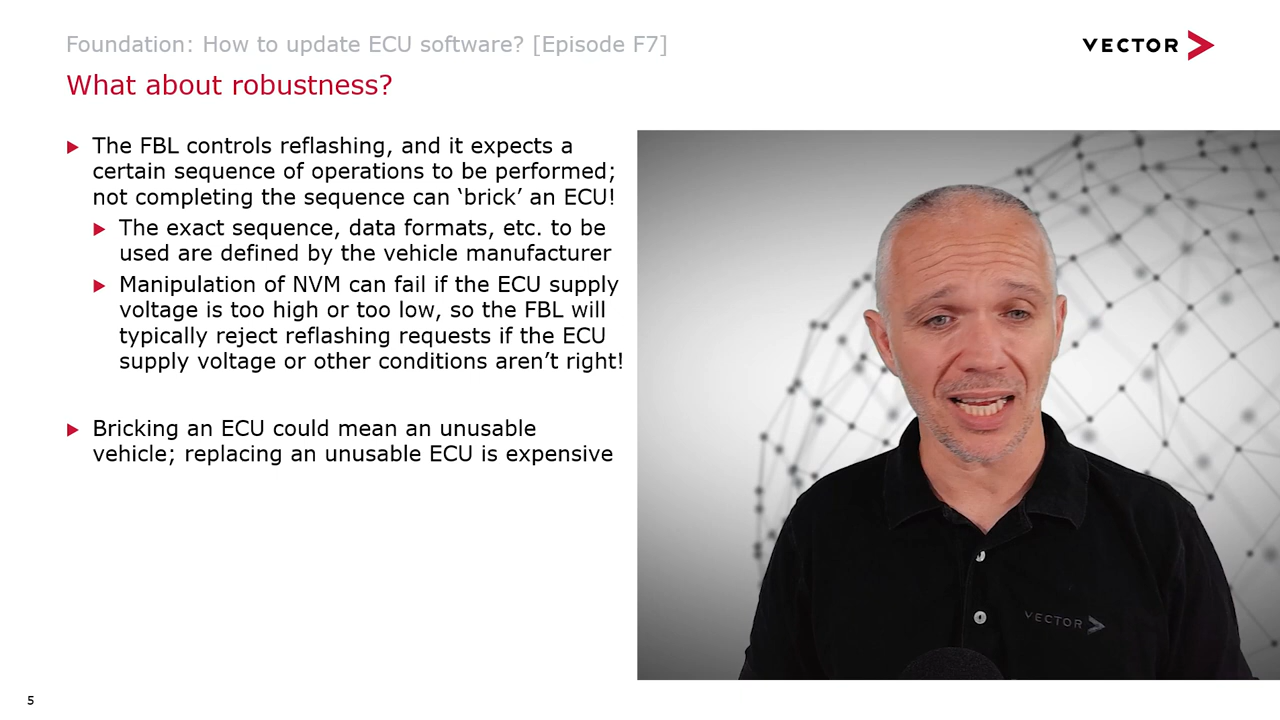 Foundation: How to update ECU software? [Episode F7]
VECTOR
What about robustness?
The FBL controls reflashing, and it expects a
certain sequence of operations to be performed;
not completing the sequence can ‘brick’ an ECU!
The exact sequence, data formats, etc. to be
used are defined by the vehicle manufacturer
Manipulation of NVM can fail if the ECU supply
voltage is too high or too low, so the FBL will
typically reject reflashing requests if the ECU
supply voltage or other conditions aren’t right!
Bricking an ECU could mean an unusable
vehicle; replacing an unusable ECU is expensive
VECTOR
5